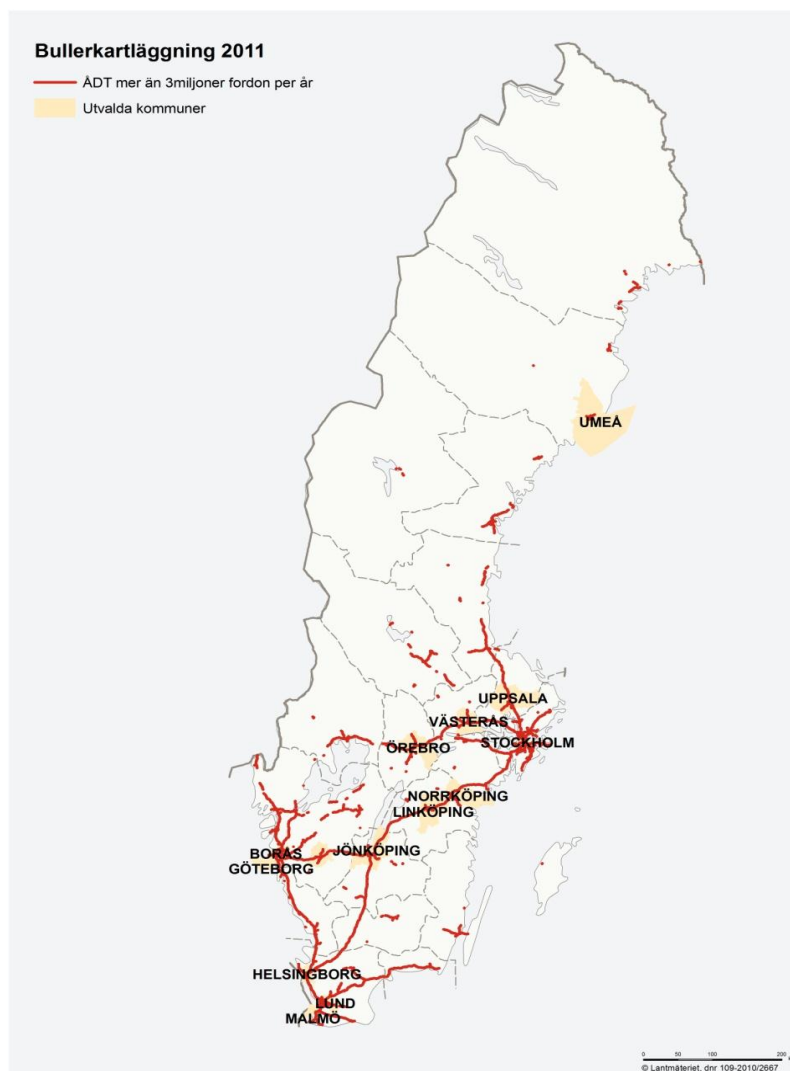 Bullerkartläggning 2011
ÅDT mer än 3miljoner fordon per år
Utvalda kommuner
UMEÅ
UPPSALA
VÄSTERÅS
STOCKHOLM
ÖREBRO
NORRKÖPING
LINKÖPING
JÖNKÖPING
BORÅS
GÖTEBORG
HELSINGBORG
LUND
MALMÖ
0 50 100 200
© Lantmäteriet, dnr 109-2010/2667